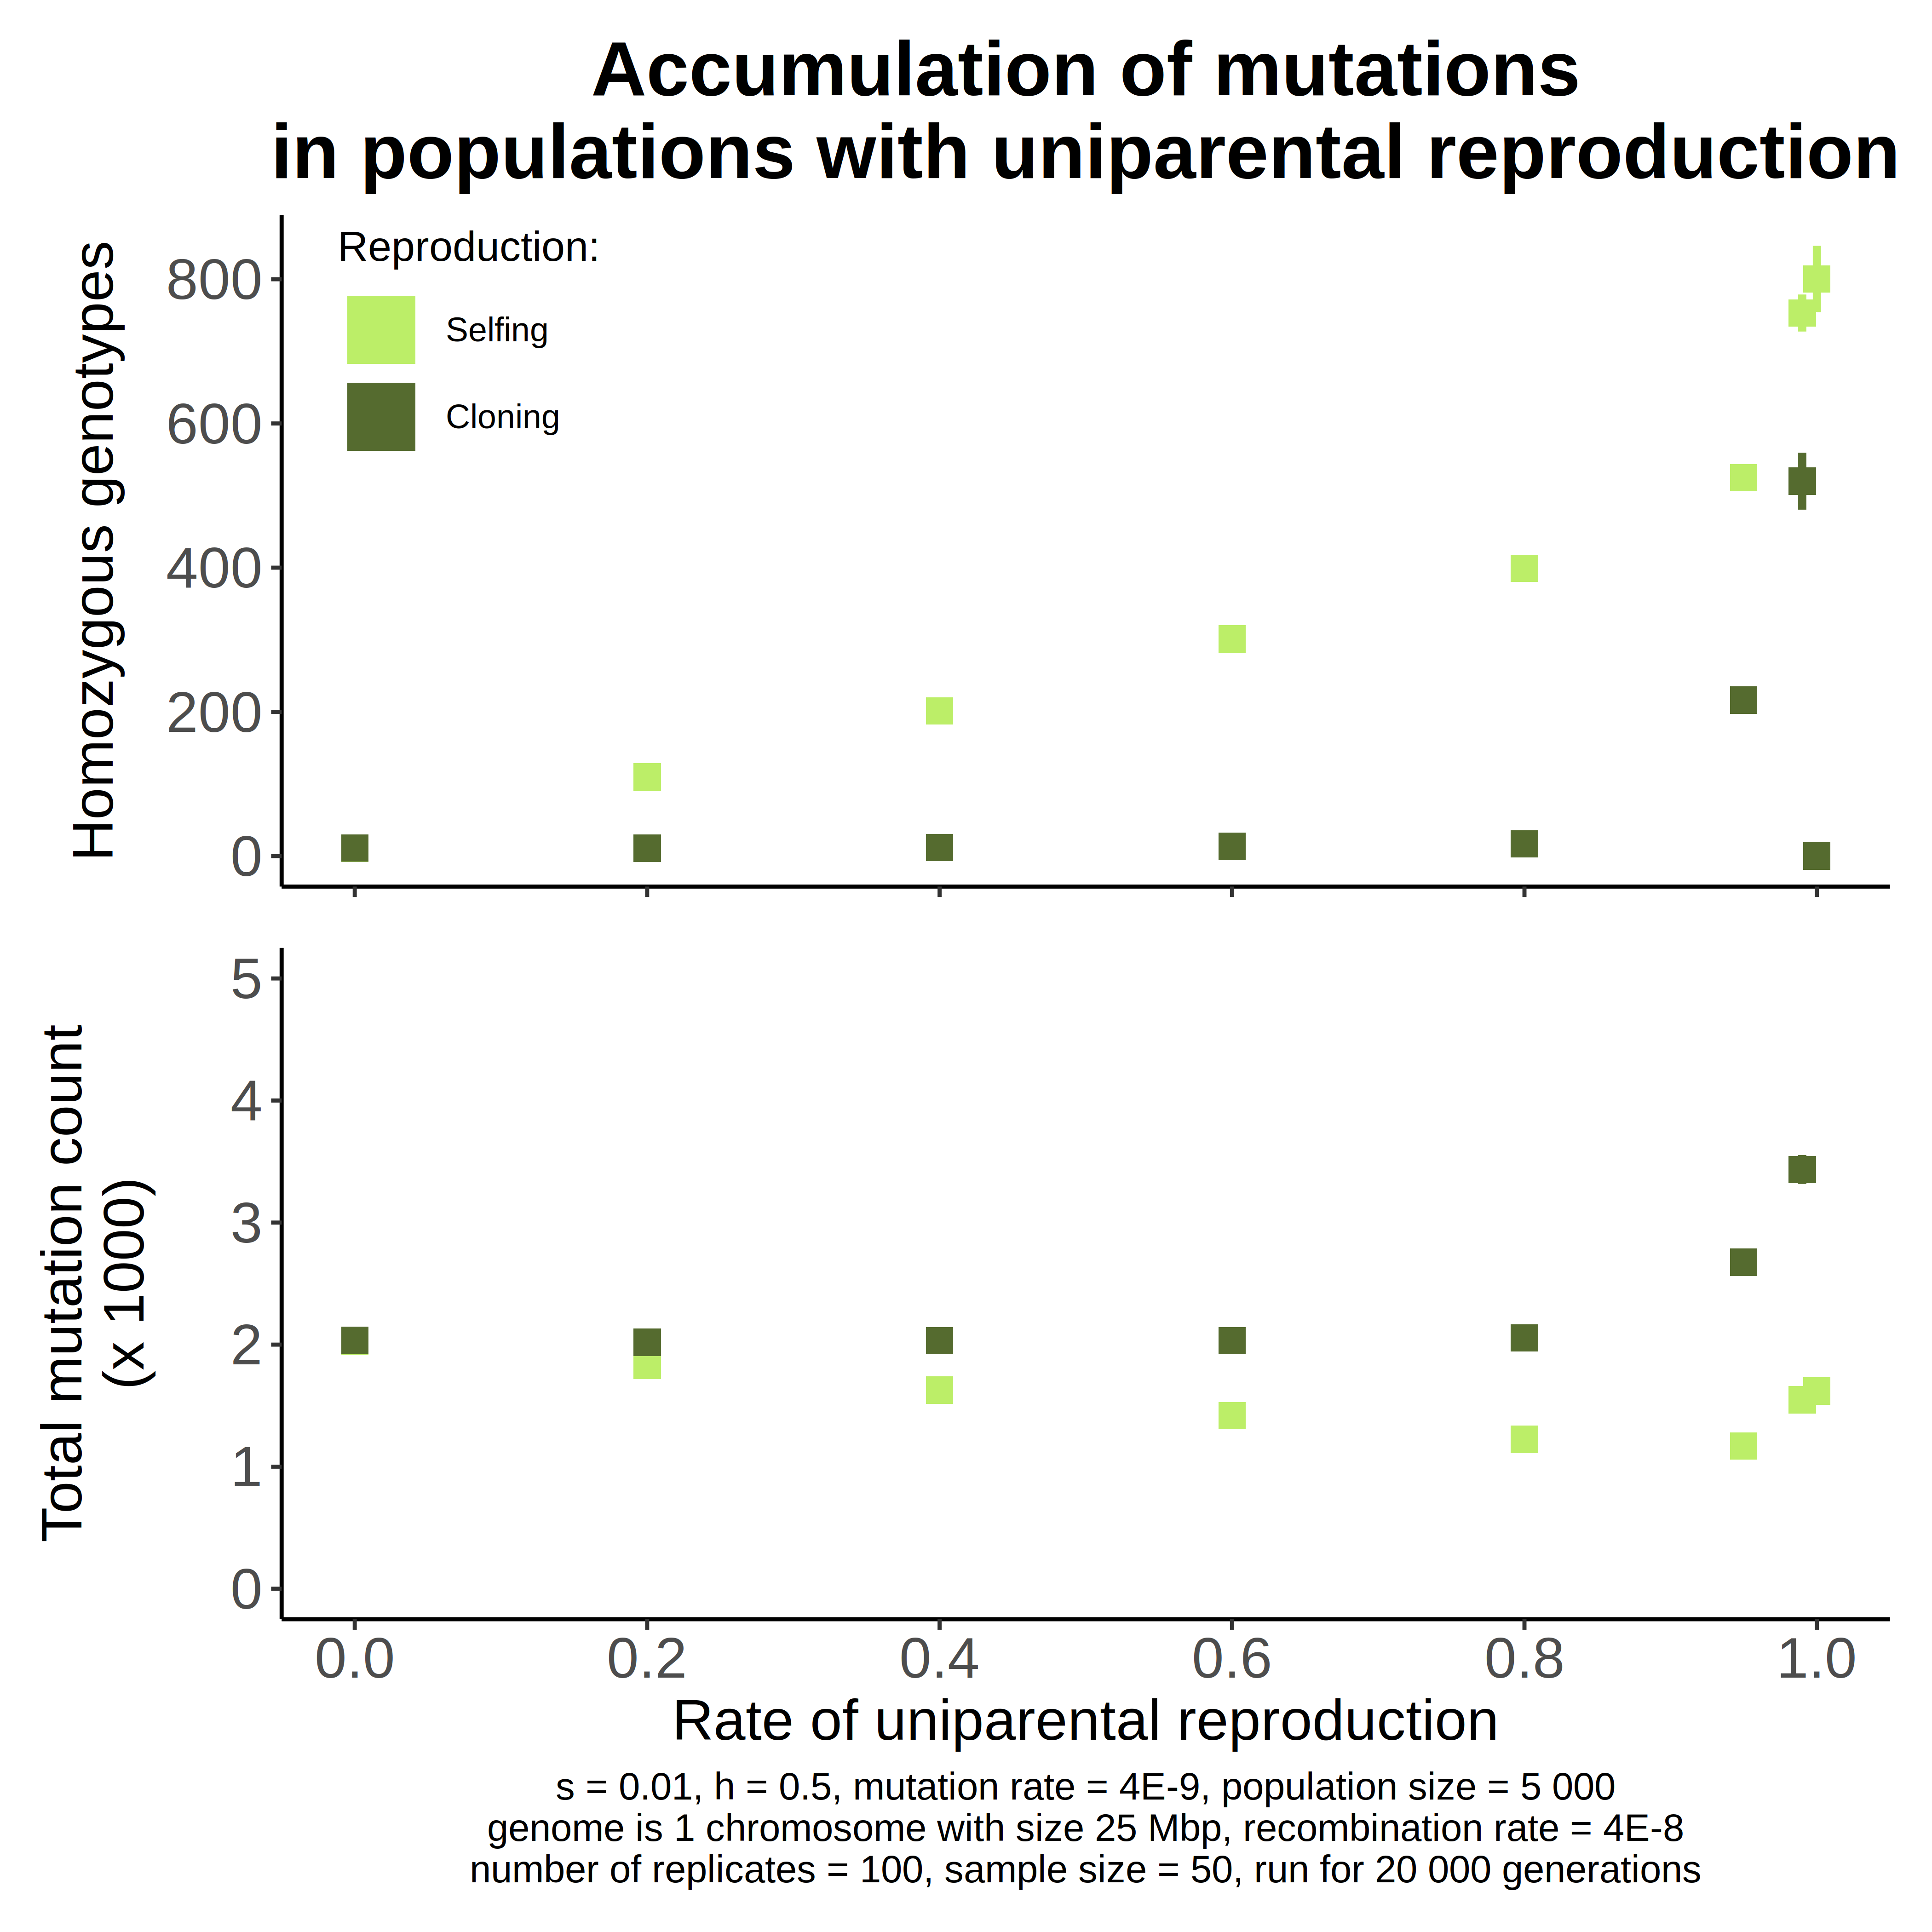 Accumulation of mutations
in populations with uniparental reproduction
Homozygous genotypes
800
600
400
200
0
Reproduction:
Selfing
Cloning
Total mutation count
(x 1000)
5
4
3
2
1
0
0.0 0.2 0.4 0.6 0.8 1.0
Rate of uniparental reproduction
s = 0.01, h = 0.5, mutation rate = 4E-9, population size = 5 000
genome is 1 chromosome with size 25 Mbp, recombination rate = 4E-8
number of replicates = 100, sample size = 50, run for 20 000 generations